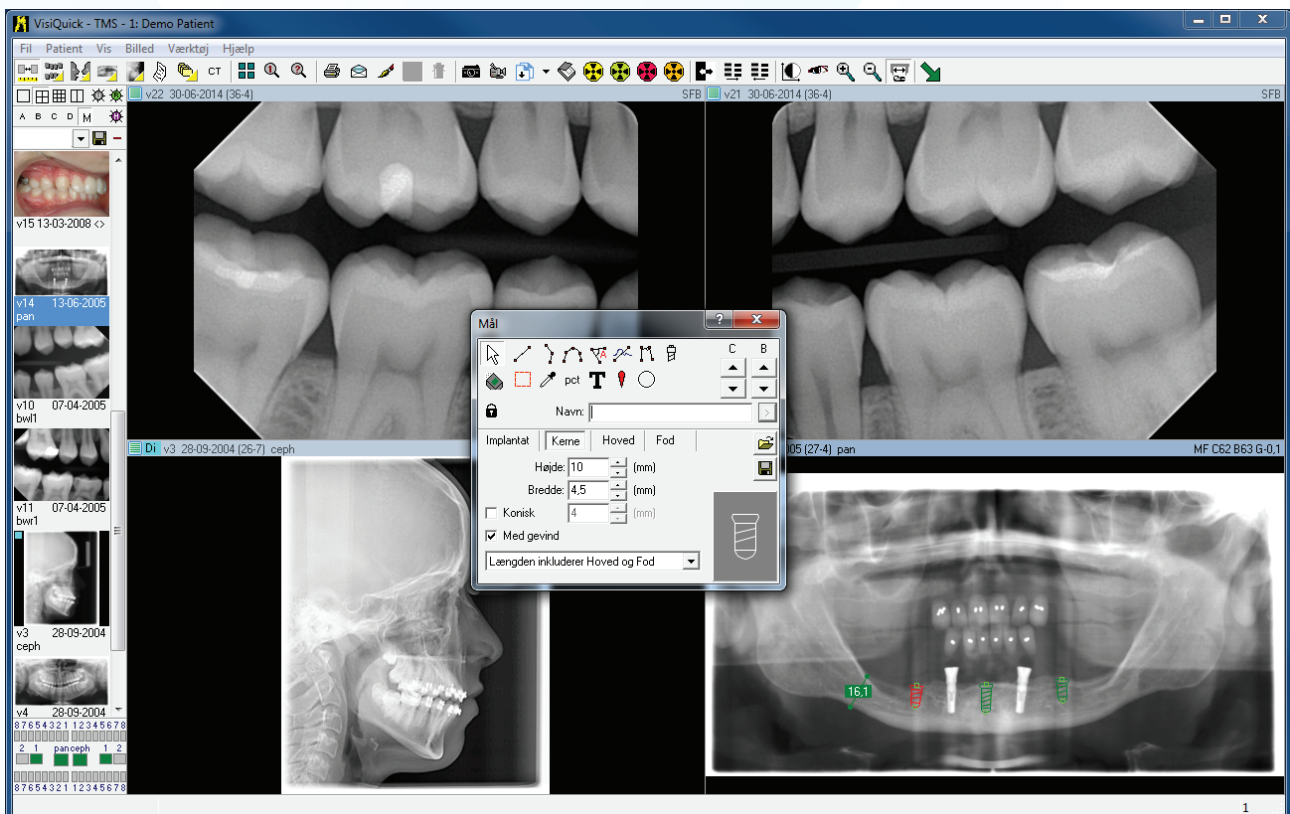 VisiQuick - TMS - 1: Demo Patient
Fil Patient Vis Billed Værktøj Hjælp
CT
A B C D M
v15 13-03-2008 <>
v14 13-06-2005
pan
v10 07-04-2005
bwl1
v11 07-04-2005
bwr1
v3 28-09-2004
ceph
v4 28-09-2004
87654321 12345678
2 1 pan ceph 1 2
87654321 12345678
v22 30-06-2014 (36-4) SFB
v21 30-06-2014 (36-4) SFB
Di v3 28-09-2004 (26-7) ceph
005 (27-4) pan MF C62 B63 G-0,1
16,1
Mål
C B
A
pct T
Navn:
Implantat Kerne Hoved Fod
Højde: 10 (mm)
Bredde: 4,5 (mm)
Konisk 4 (mm)
Med gevind
Længden inkluderer Hoved og Fod
1